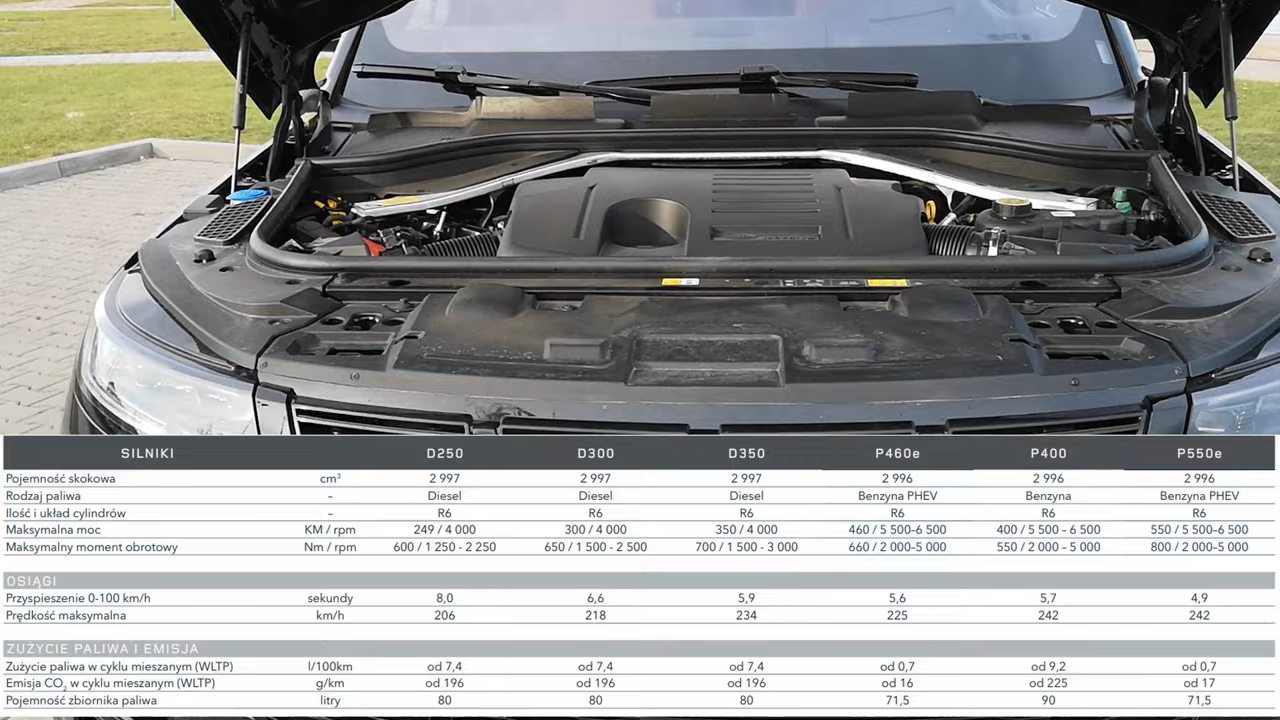 SILNIKI D250 D300 D350 P460e P400 P550e
Pojemność skokowa cm³ 2 997 2 997 2 997 2 996 2 996 2 996
Rodzaj paliwa – Diesel Diesel Diesel Benzyna PHEV Benzyna Benzyna PHEV
Ilość i układ cylindrów – R6 R6 R6 R6 R6 R6
Maksymalna moc KM / rpm 249 / 4 000 300 / 4 000 350 / 4 000 460 / 5 500–6 500 400 / 5 500 – 6 500 550 / 5 500–6 500
Maksymalny moment obrotowy Nm / rpm 600 / 1 250 - 2 250 650 / 1 500 - 2 500 700 / 1 500 - 3 000 660 / 2 000–5 000 550 / 2 000 – 5 000 800 / 2 000–5 000
OSIĄGI
Przyspieszenie 0-100 km/h sekundy 8,0 6,6 5,9 5,6 5,7 4,9
Prędkość maksymalna km/h 206 218 234 225 242 242
ZUŻYCIE PALIWA I EMISJA
Zużycie paliwa w cyklu mieszanym (WLTP) l/100km od 7,4 od 7,4 od 7,4 od 0,7 od 9,2 od 0,7
Emisja CO₂ w cyklu mieszanym (WLTP) g/km od 196 od 196 od 196 od 16 od 225 od 17
Pojemność zbiornika paliwa litry 80 80 80 71,5 90 71,5